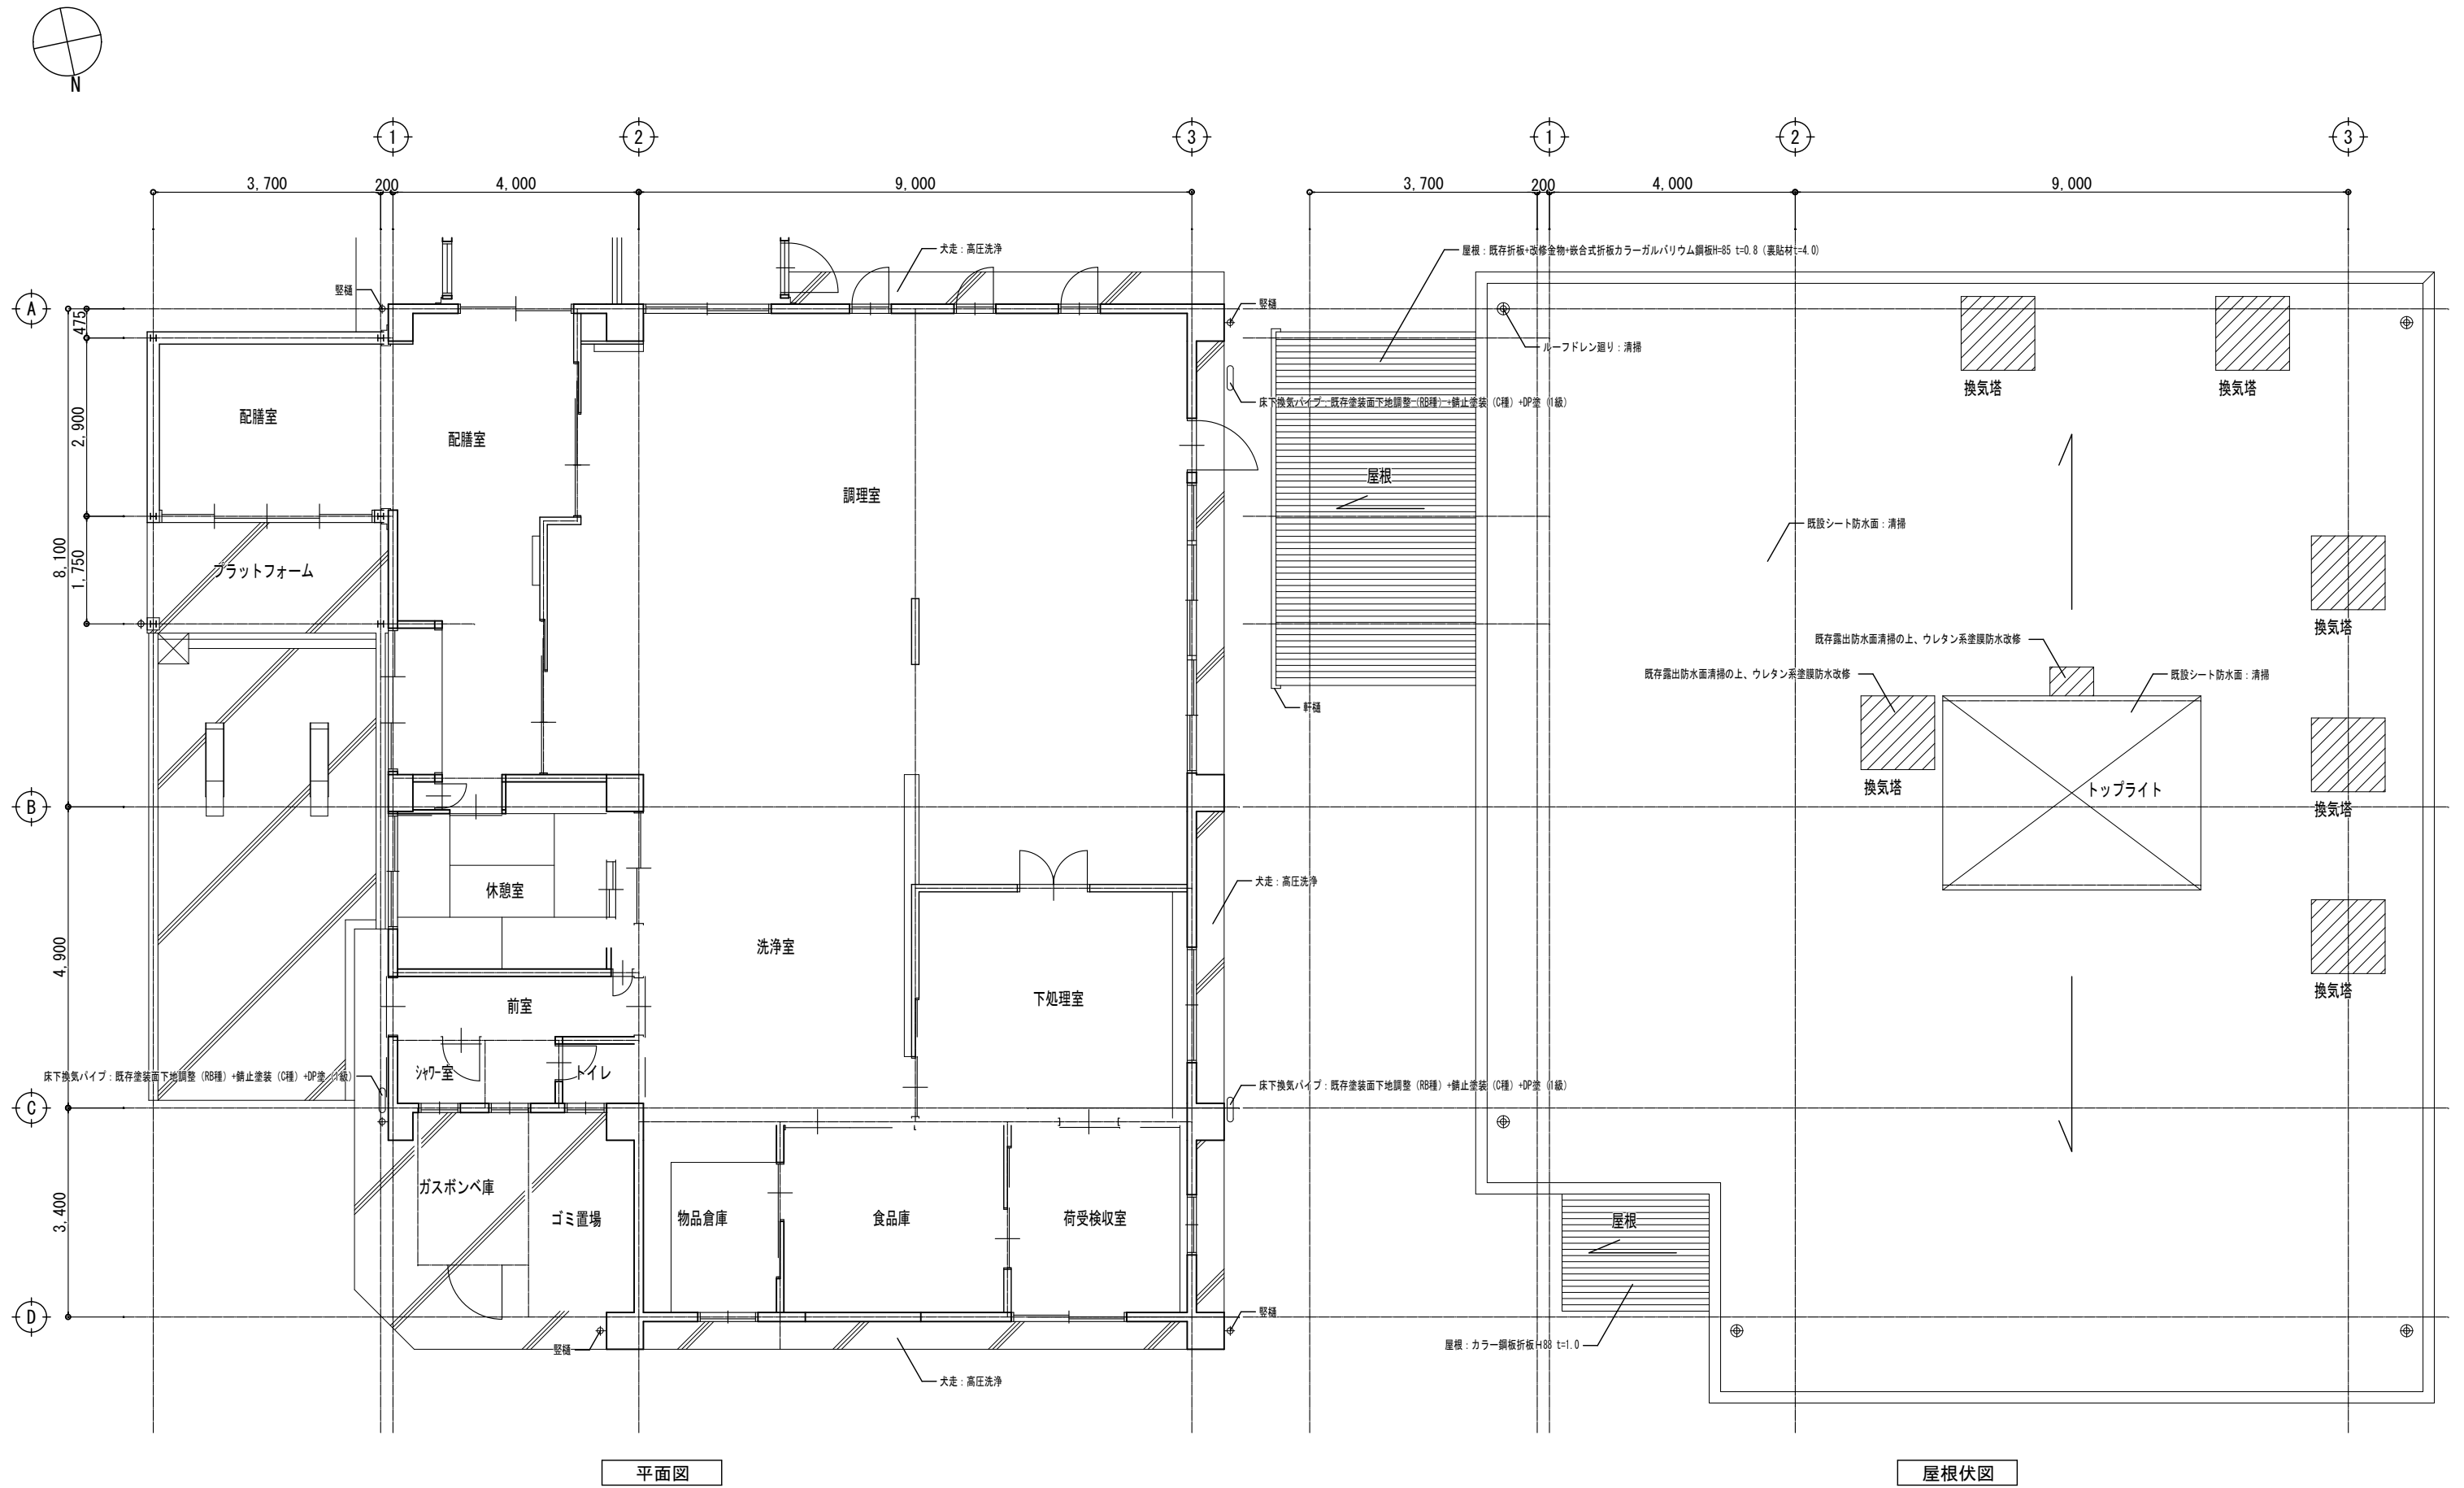 N
1
2
3
1
2
3
3,700
200
4,000
9,000
3,700
200
4,000
9,000
犬走：高圧洗浄
屋根：既存折板+改修金物+嵌合式折板カラーガルバリウム鋼板H=85 t=0.8（裏貼材t=4.0）
竪樋
竪樋
A
475
ルーフドレン廻り：清掃
換気塔
換気塔
床下換気パイプ：既存塗装面下地調整（RB種）+錆止塗装（C種）+DP塗（1級）
配膳室
2,900
配膳室
屋根
調理室
既設シート防水面：清掃
8,100
1,750
プラットフォーム
換気塔
既存露出防水面清掃の上、ウレタン系塗膜防水改修
既存露出防水面清掃の上、ウレタン系塗膜防水改修
既設シート防水面：清掃
軒樋
換気塔
トップライト
B
換気塔
休憩室
犬走：高圧洗浄
4,900
洗浄室
換気塔
前室
下処理室
シャワー室
トイレ
床下換気パイプ：既存塗装面下地調整（RB種）+錆止塗装（C種）+DP塗（1級）
床下換気パイプ：既存塗装面下地調整（RB種）+錆止塗装（C種）+DP塗（1級）
C
ガスボンベ庫
3,400
ゴミ置場
物品倉庫
食品庫
荷受検収室
屋根
竪樋
D
竪樋
屋根：カラー鋼板折板H88 t=1.0
犬走：高圧洗浄
平面図
屋根伏図